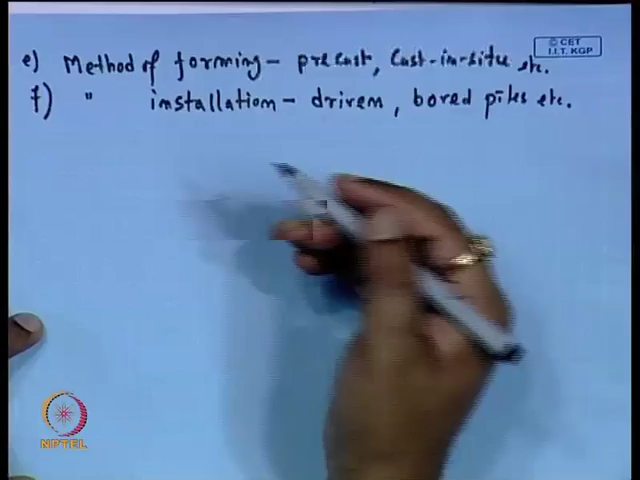 e) Method of forming - precast, Cast-in-situ etc.
f) " installation - driven, bored piles etc.
© CET
I.I.T. KGP
NPTEL